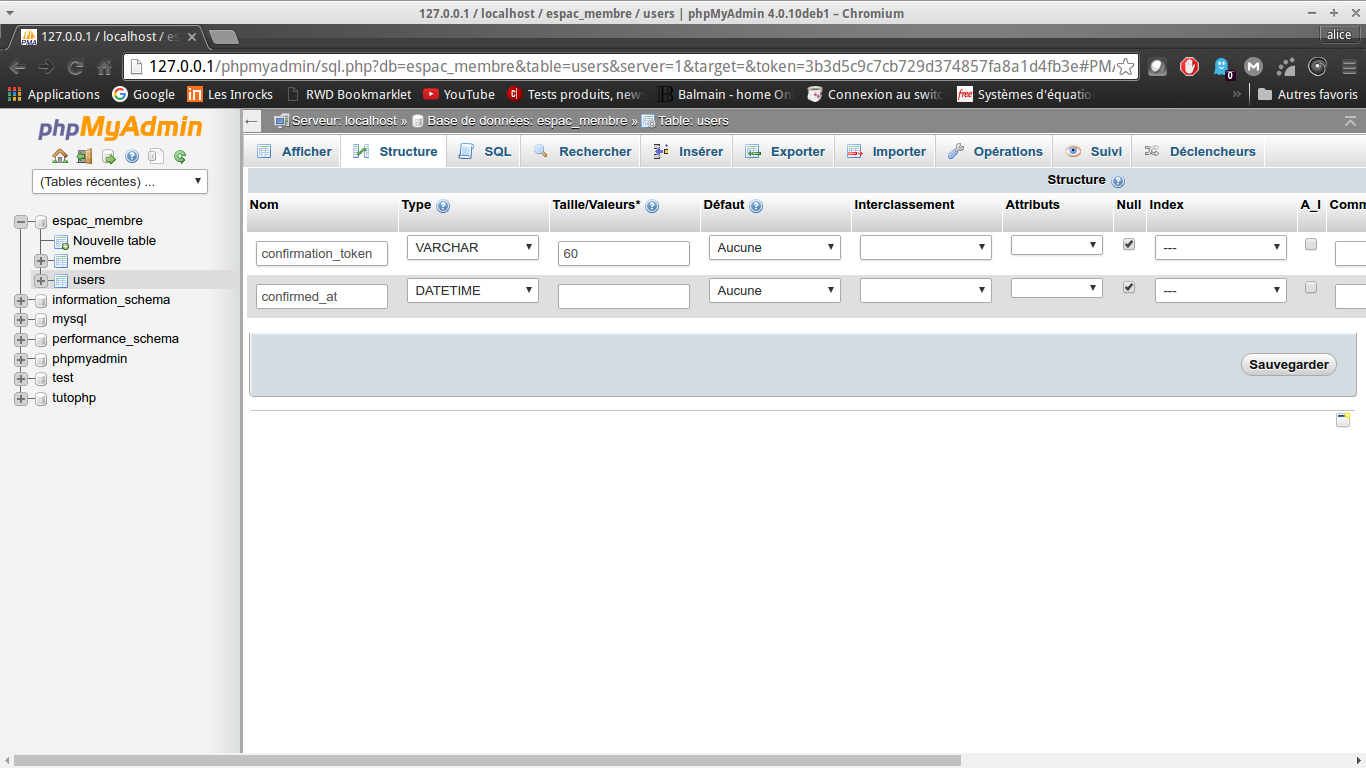 127.0.0.1 / localhost / espac_membre / users | phpMyAdmin 4.0.10deb1 – Chromium
127.0.0.1 / localhost / es
alice
127.0.0.1/phpmyadmin/sql.php?db=espac_membre&table=users&server=1&target=&token=3b3d5c9c7cb729d374857fa8a1d4fb3e#PMA
Applications Google Les Inrocks RWD Bookmarklet YouTube Tests produits, new Balmain - home On Connexion au swit Systèmes d'équatio » Autres favoris
phpMyAdmin
(Tables récentes) ...
espac_membre
Nouvelle table
membre
users
information_schema
mysql
performance_schema
phpmyadmin
test
tutophp
Serveur: localhost » Base de données: espac_membre » Table: users
Afficher Structure SQL Rechercher Insérer Exporter Importer Opérations Suivi Déclencheurs
Structure
Nom Type Taille/Valeurs* Défaut Interclassement Attributs Null Index A_I Comm
confirmation_token VARCHAR 60 Aucune ---
confirmed_at DATETIME Aucune ---
Sauvegarder